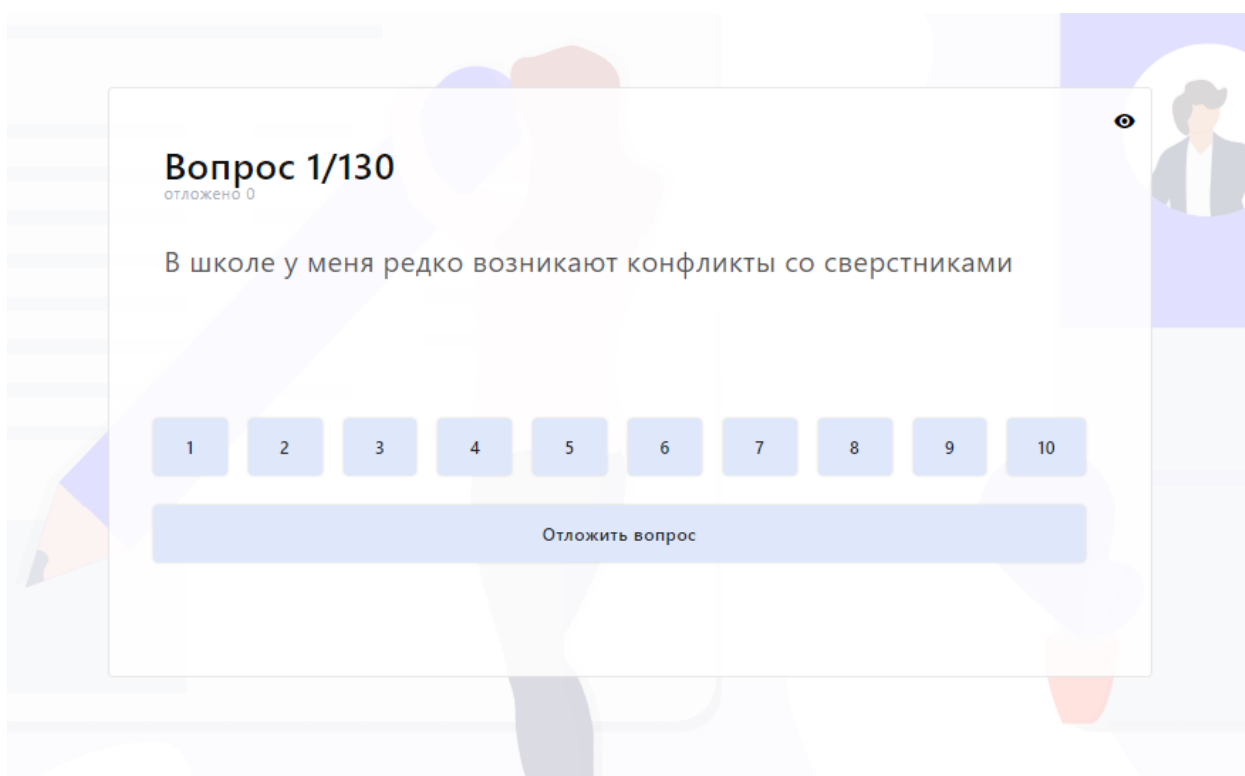 Вопрос 1/130
отложено 0
В школе у меня редко возникают конфликты со сверстниками
1 2 3 4 5 6 7 8 9 10
Отложить вопрос